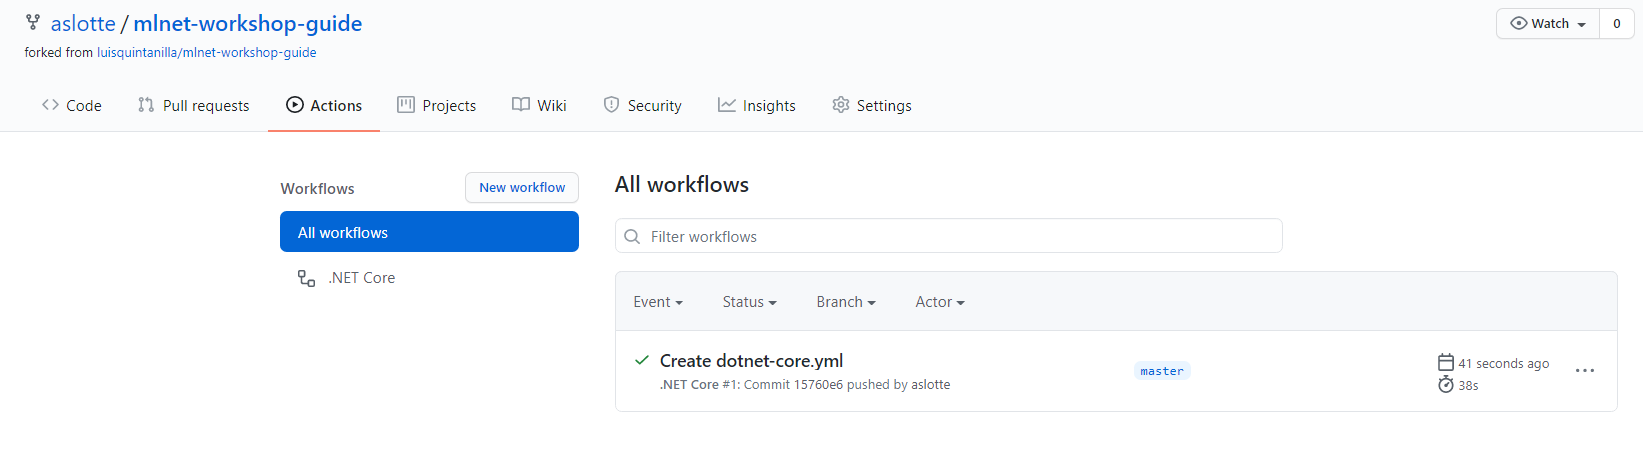 aslotte / mlnet-workshop-guide
Watch 0
forked from luisquintanilla/mlnet-workshop-guide
Code Pull requests Actions Projects Wiki Security Insights Settings
Workflows New workflow
All workflows
.NET Core
All workflows
Filter workflows
Event Status Branch Actor
Create dotnet-core.yml
.NET Core #1: Commit 15760e6 pushed by aslotte
master
41 seconds ago
38s